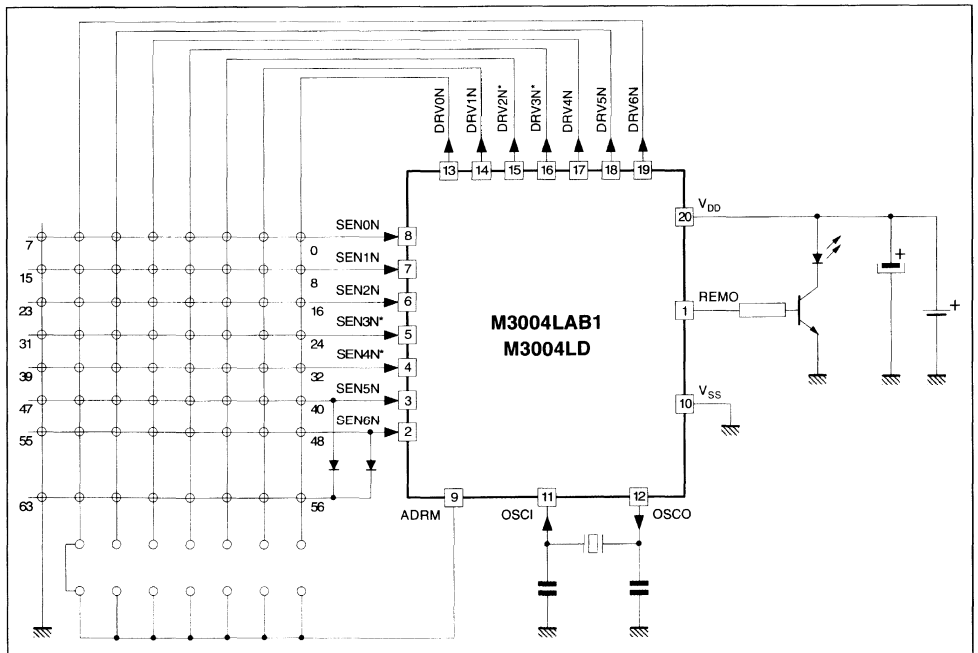 DRV0N
DRV1N
DRV2N*
DRV3N*
DRV4N
DRV5N
DRV6N
13 14 15 16 17 18 19
7 0 SEN0N 8
15 8 SEN1N 7
23 16 SEN2N 6
31 24 SEN3N* 5
39 32 SEN4N* 4
47 40 SEN5N 3
55 48 SEN6N 2
63 56
M3004LAB1
M3004LD
20 VDD
+ +
1 REMO
10 VSS
9 11 12
ADRM OSCI OSCO